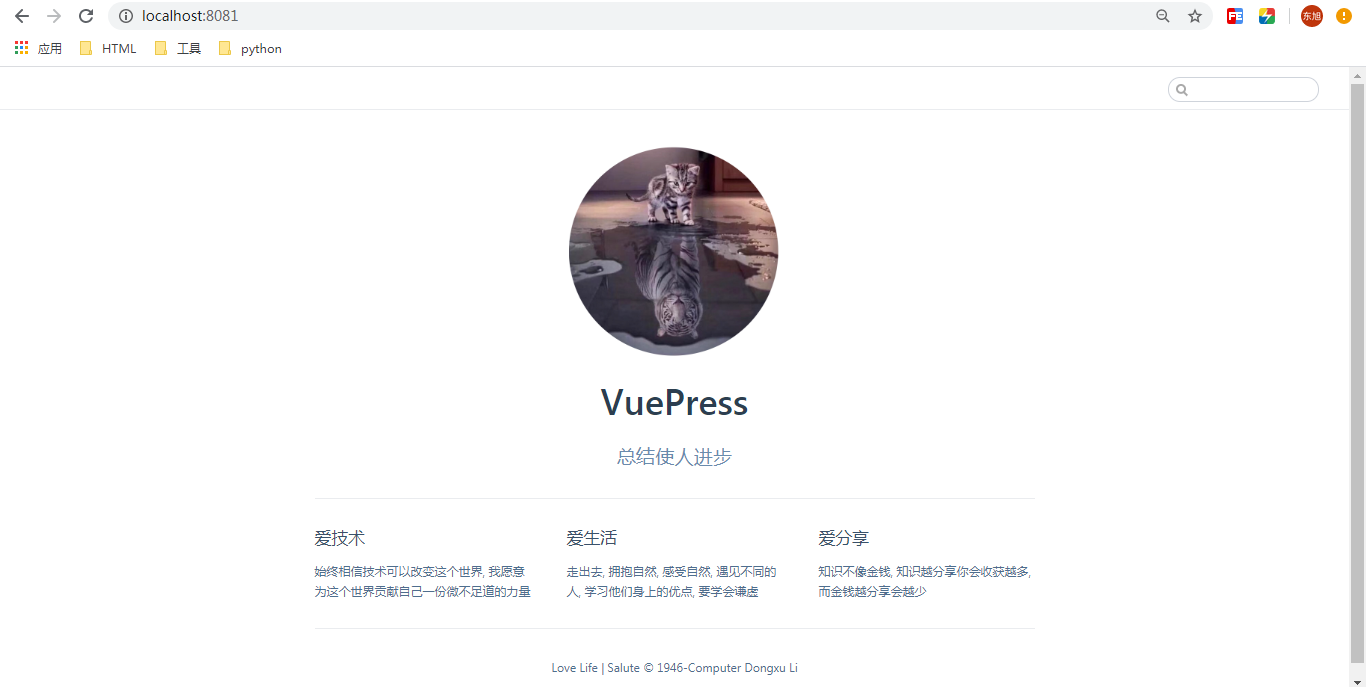 localhost:8081
东旭
应用 HTML 工具 python
VuePress
总结使人进步
爱技术
始终相信技术可以改变这个世界, 我愿意
为这个世界贡献自己一份微不足道的力量
爱生活
走出去, 拥抱自然, 感受自然, 遇见不同的
人, 学习他们身上的优点, 要学会谦虚
爱分享
知识不像金钱, 知识越分享你会收获越多,
而金钱越分享会越少
Love Life | Salute © 1946-Computer Dongxu Li